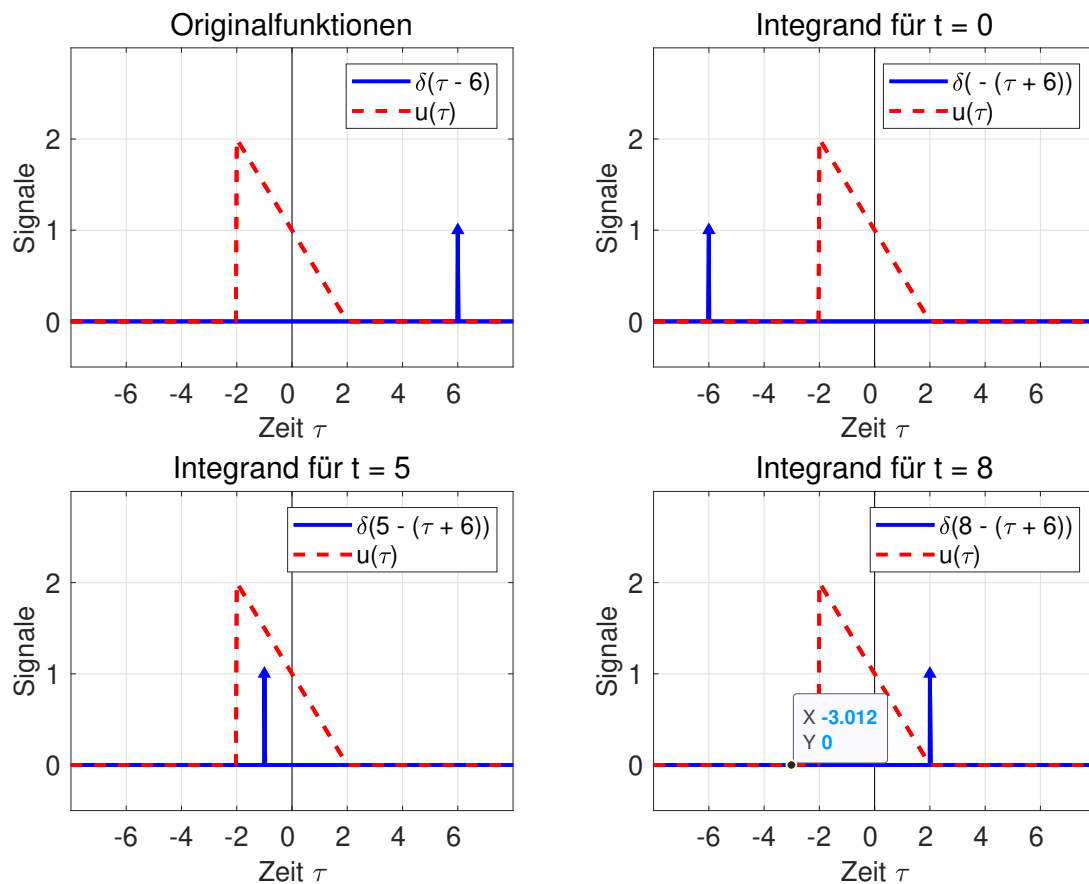 Originalfunktionen
δ(τ - 6)
u(τ)
Signale
2
1
0
-6 -4 -2 0 2 4 6
Zeit τ
Integrand für t = 0
δ( - (τ + 6))
u(τ)
Signale
2
1
0
-6 -4 -2 0 2 4 6
Zeit τ
Integrand für t = 5
δ(5 - (τ + 6))
u(τ)
Signale
2
1
0
-6 -4 -2 0 2 4 6
Zeit τ
Integrand für t = 8
δ(8 - (τ + 6))
u(τ)
Signale
2
1
0
X -3.012
Y 0
-6 -4 -2 0 2 4 6
Zeit τ